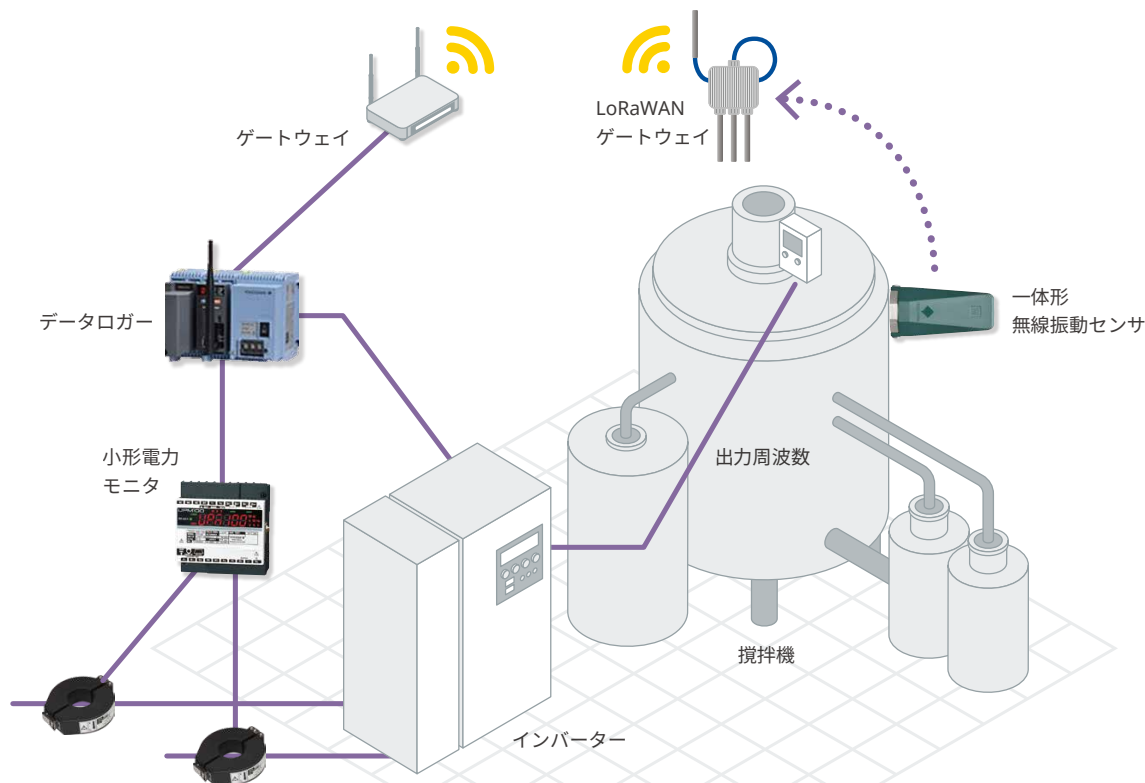 LoRaWAN
ゲートウェイ
ゲートウェイ
一体形
無線振動センサ
データロガー
小形電力
モニタ
出力周波数
撹拌機
インバーター